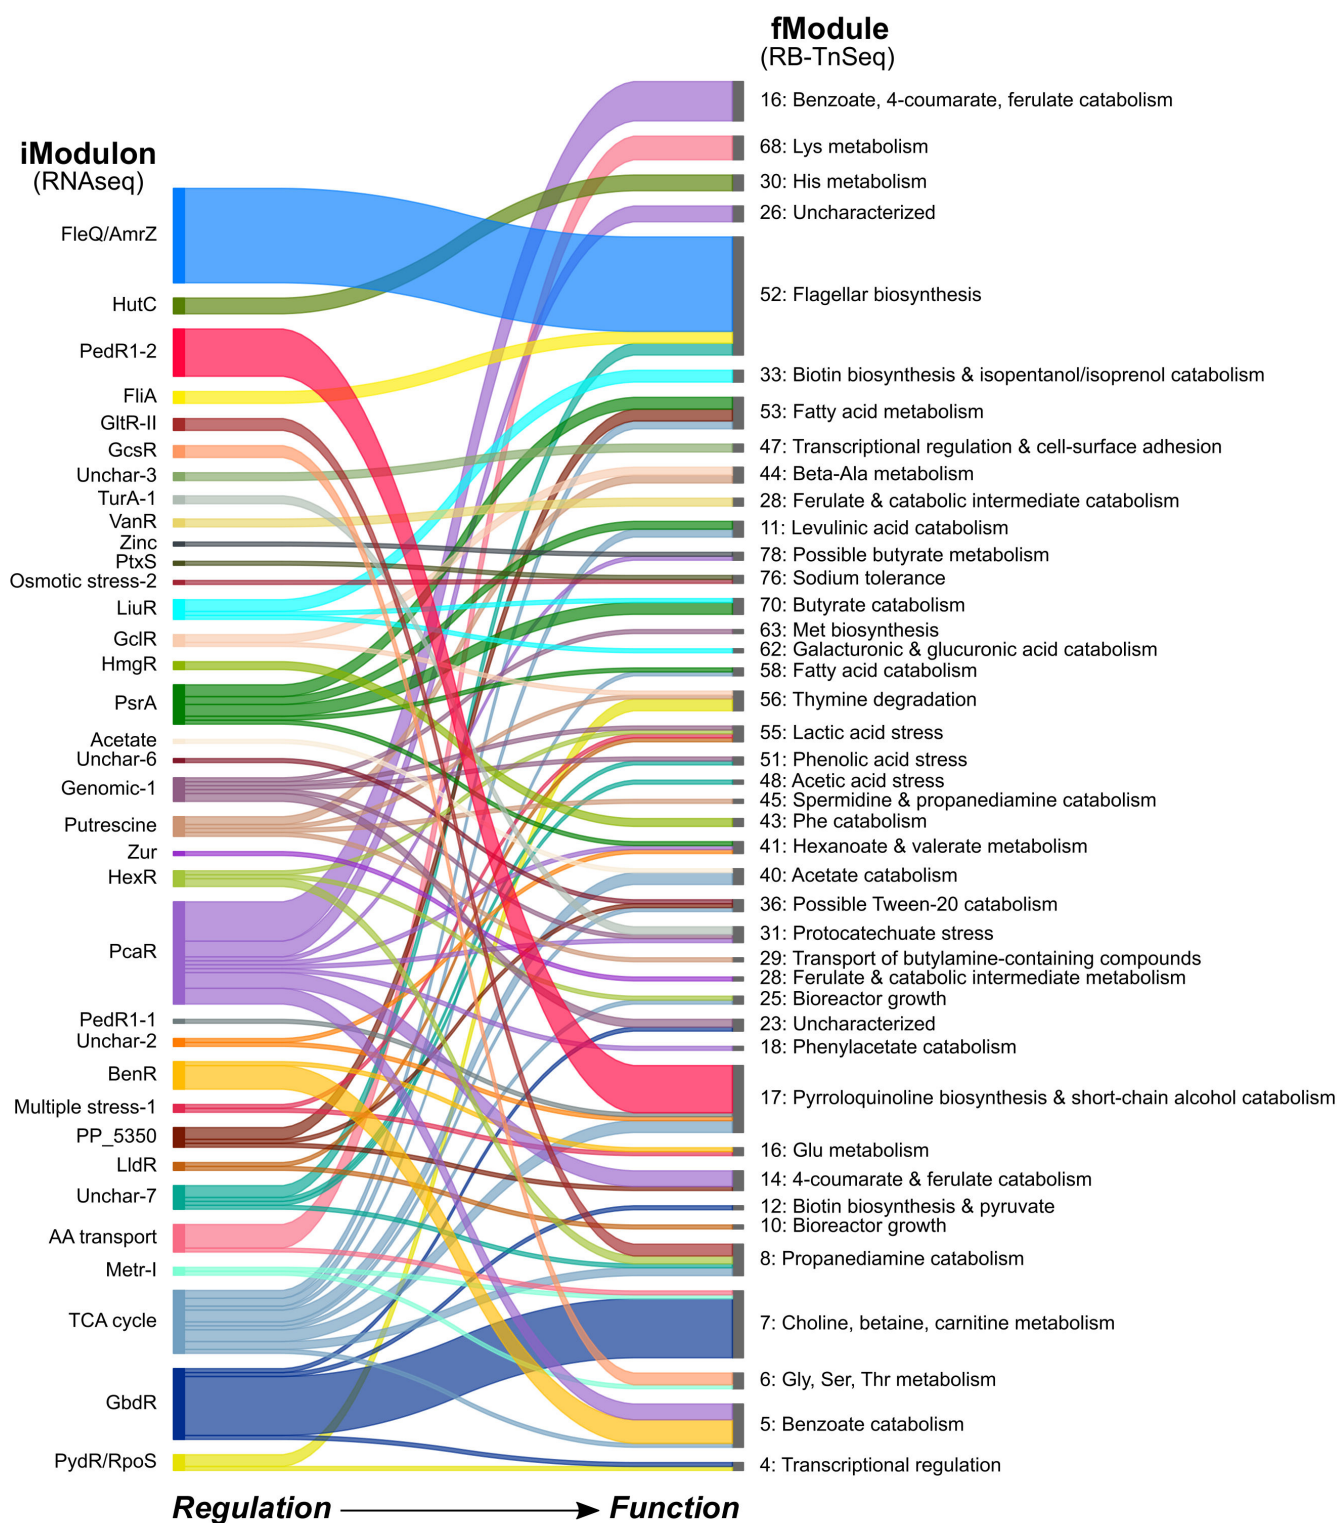 fModule
(RB-TnSeq)
iModulon
(RNAseq)
FleQ/AmrZ
HutC
PedR1-2
FliA
GltR-II
GcsR
Unchar-3
TurA-1
VanR
Zinc
PtxS
Osmotic stress-2
LiuR
GclR
HmgR
PsrA
Acetate
Unchar-6
Genomic-1
Putrescine
Zur
HexR
PcaR
PedR1-1
Unchar-2
BenR
Multiple stress-1
PP_5350
LldR
Unchar-7
AA transport
Metr-I
TCA cycle
GbdR
PydR/RpoS
16: Benzoate, 4-coumarate, ferulate catabolism
68: Lys metabolism
30: His metabolism
26: Uncharacterized
52: Flagellar biosynthesis
33: Biotin biosynthesis & isopentanol/isoprenol catabolism
53: Fatty acid metabolism
47: Transcriptional regulation & cell-surface adhesion
44: Beta-Ala metabolism
28: Ferulate & catabolic intermediate catabolism
11: Levulinic acid catabolism
78: Possible butyrate metabolism
76: Sodium tolerance
70: Butyrate catabolism
63: Met biosynthesis
62: Galacturonic & glucuronic acid catabolism
58: Fatty acid catabolism
56: Thymine degradation
55: Lactic acid stress
51: Phenolic acid stress
48: Acetic acid stress
45: Spermidine & propanediamine catabolism
43: Phe catabolism
41: Hexanoate & valerate metabolism
40: Acetate catabolism
36: Possible Tween-20 catabolism
31: Protocatechuate stress
29: Transport of butylamine-containing compounds
28: Ferulate & catabolic intermediate metabolism
25: Bioreactor growth
23: Uncharacterized
18: Phenylacetate catabolism
17: Pyrroloquinoline biosynthesis & short-chain alcohol catabolism
16: Glu metabolism
14: 4-coumarate & ferulate catabolism
12: Biotin biosynthesis & pyruvate
10: Bioreactor growth
8: Propanediamine catabolism
7: Choline, betaine, carnitine metabolism
6: Gly, Ser, Thr metabolism
5: Benzoate catabolism
4: Transcriptional regulation
Regulation
Function